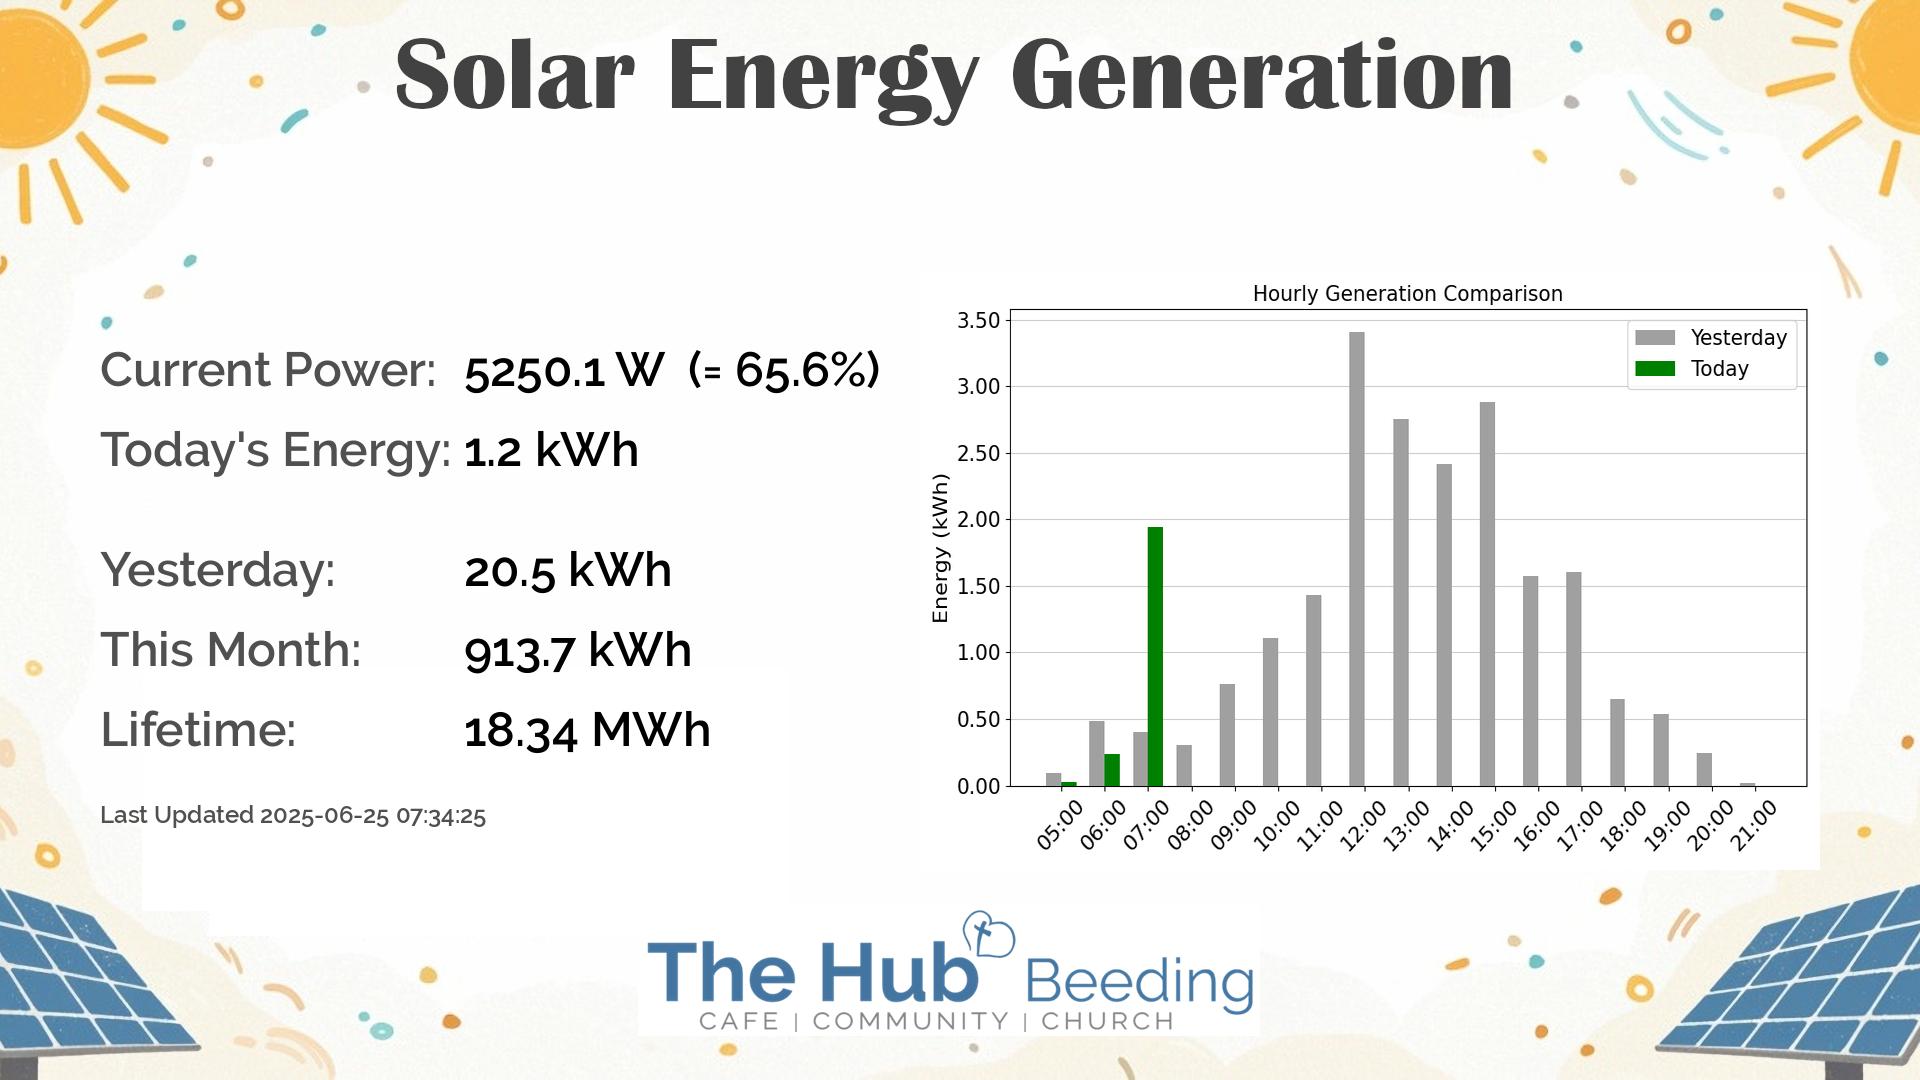 Solar Energy Generation
Current Power: 5250.1 W (= 65.6%)
Today's Energy: 1.2 kWh
Yesterday: 20.5 kWh
This Month: 913.7 kWh
Lifetime: 18.34 MWh
Last Updated 2025-06-25 07:34:25
Hourly Generation Comparison
Yesterday
Today
Energy (kWh)
3.50
3.00
2.50
2.00
1.50
1.00
0.50
0.00
05:00 06:00 07:00 08:00 09:00 10:00 11:00 12:00 13:00 14:00 15:00 16:00 17:00 18:00 19:00 20:00 21:00
The Hub Beeding
CAFE | COMMUNITY | CHURCH